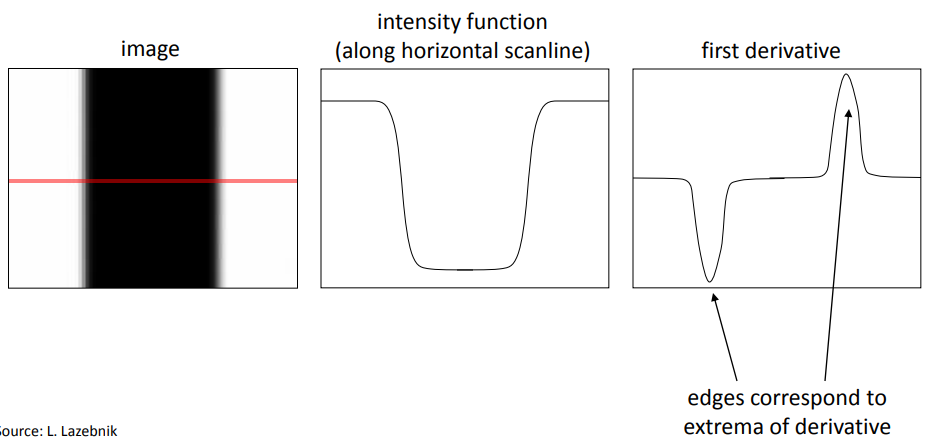 image
intensity function
(along horizontal scanline)
first derivative
edges correspond to
extrema of derivative
Source: L. Lazebnik